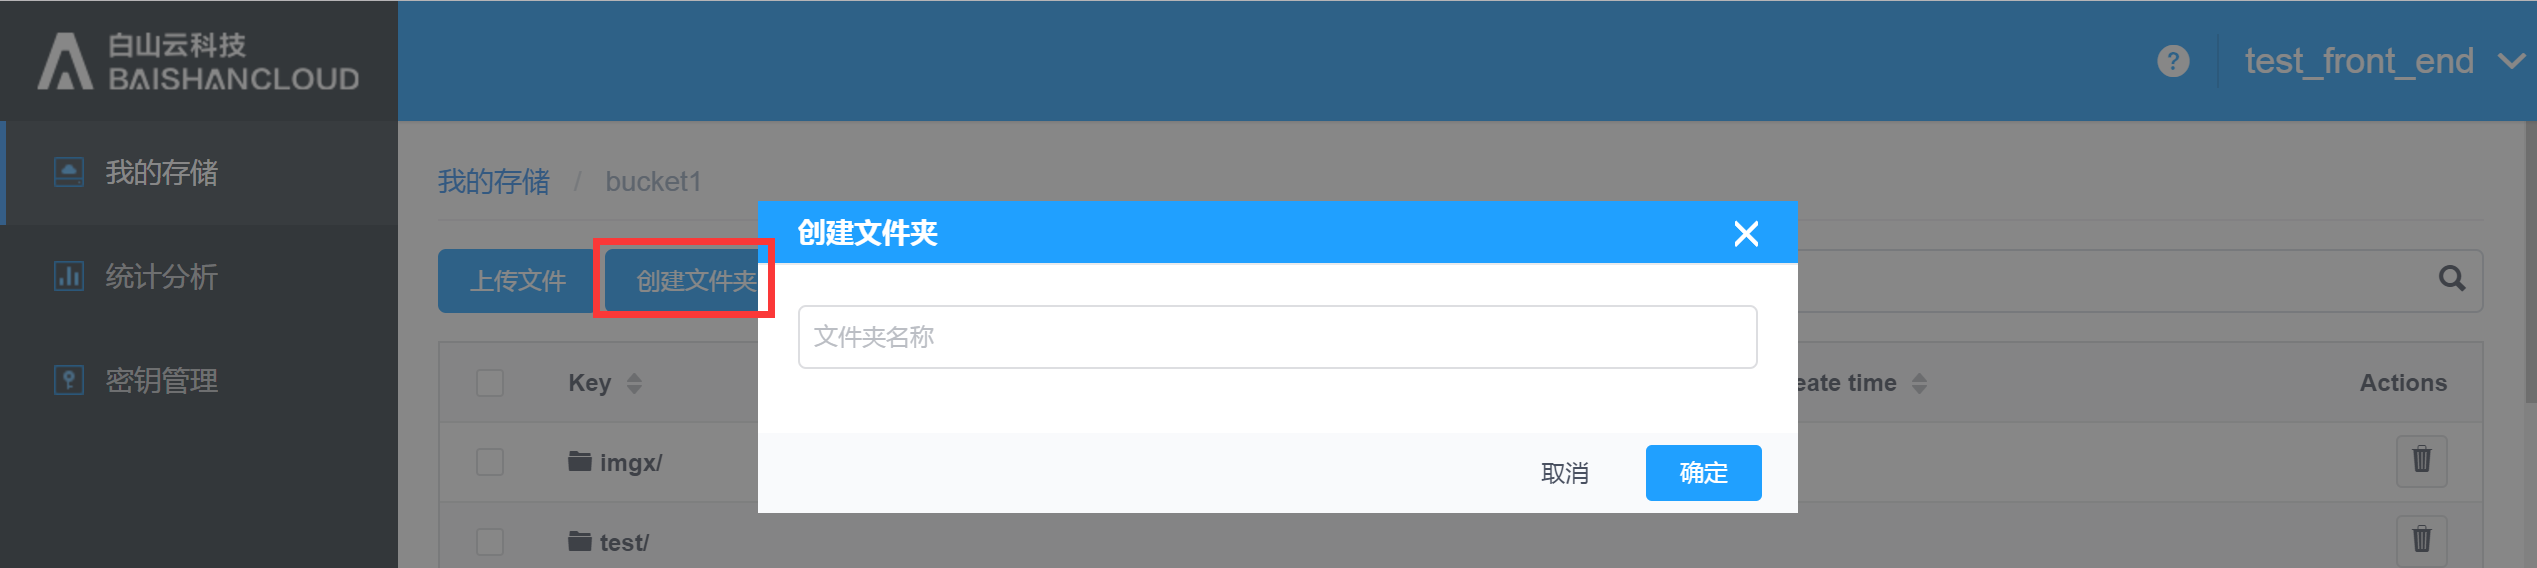 白山云科技
BAISHANCLOUD
?
test_front_end
我的存储
统计分析
密钥管理
我的存储 / bucket1
上传文件
创建文件夹
创建文件夹
文件夹名称
取消
确定
Key
eate time
Actions
imgx/
test/